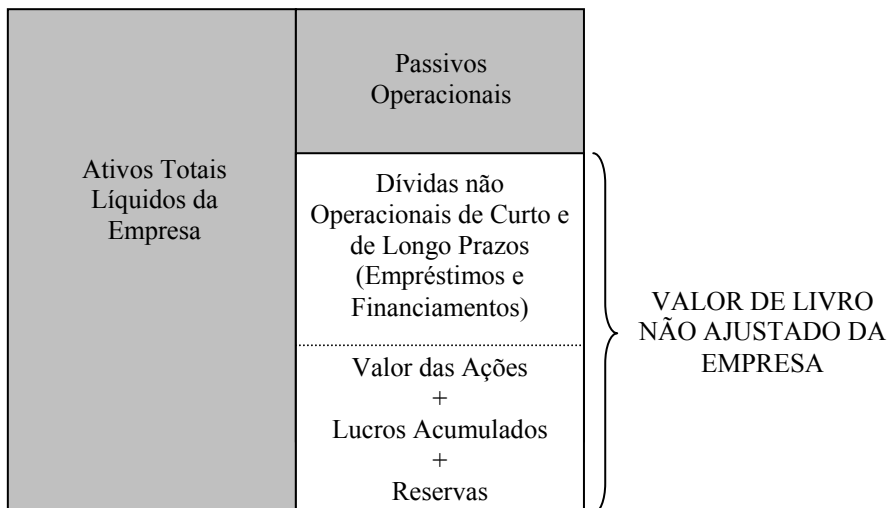 Ativos Totais
Líquidos da
Empresa
Passivos
Operacionais
Dívidas não
Operacionais de Curto e
de Longo Prazos
(Empréstimos e
Financiamentos)
Valor das Ações
+
Lucros Acumulados
+
Reservas
VALOR DE LIVRO
NÃO AJUSTADO DA
EMPRESA